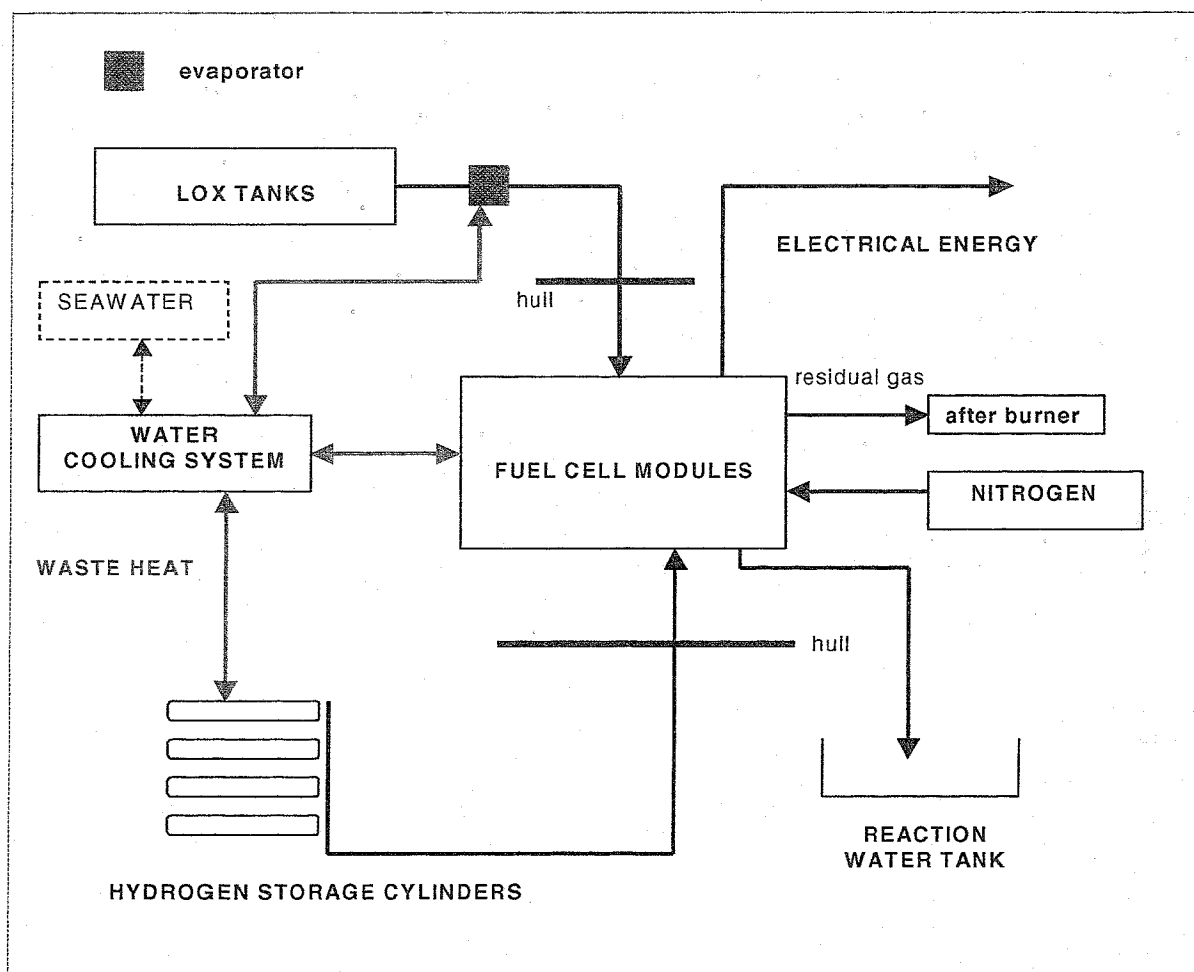 evaporator
LOX TANKS
ELECTRICAL ENERGY
SEAWATER
hull
residual gas
after burner
WATER
COOLING SYSTEM
FUEL CELL MODULES
NITROGEN
WASTE HEAT
hull
REACTION
WATER TANK
HYDROGEN STORAGE CYLINDERS